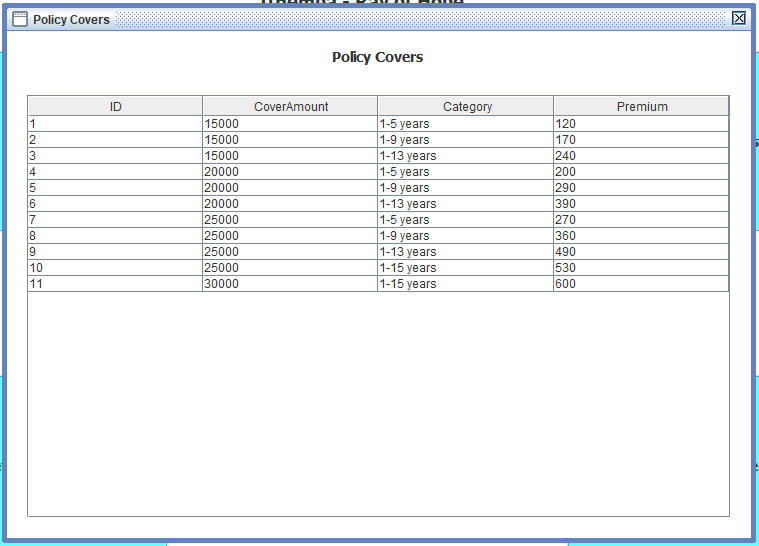 Policy Covers
Policy Covers
ID CoverAmount Category Premium
1 15000 1-5 years 120
2 15000 1-9 years 170
3 15000 1-13 years 240
4 20000 1-5 years 200
5 20000 1-9 years 290
6 20000 1-13 years 390
7 25000 1-5 years 270
8 25000 1-9 years 360
9 25000 1-13 years 490
10 25000 1-15 years 530
11 30000 1-15 years 600